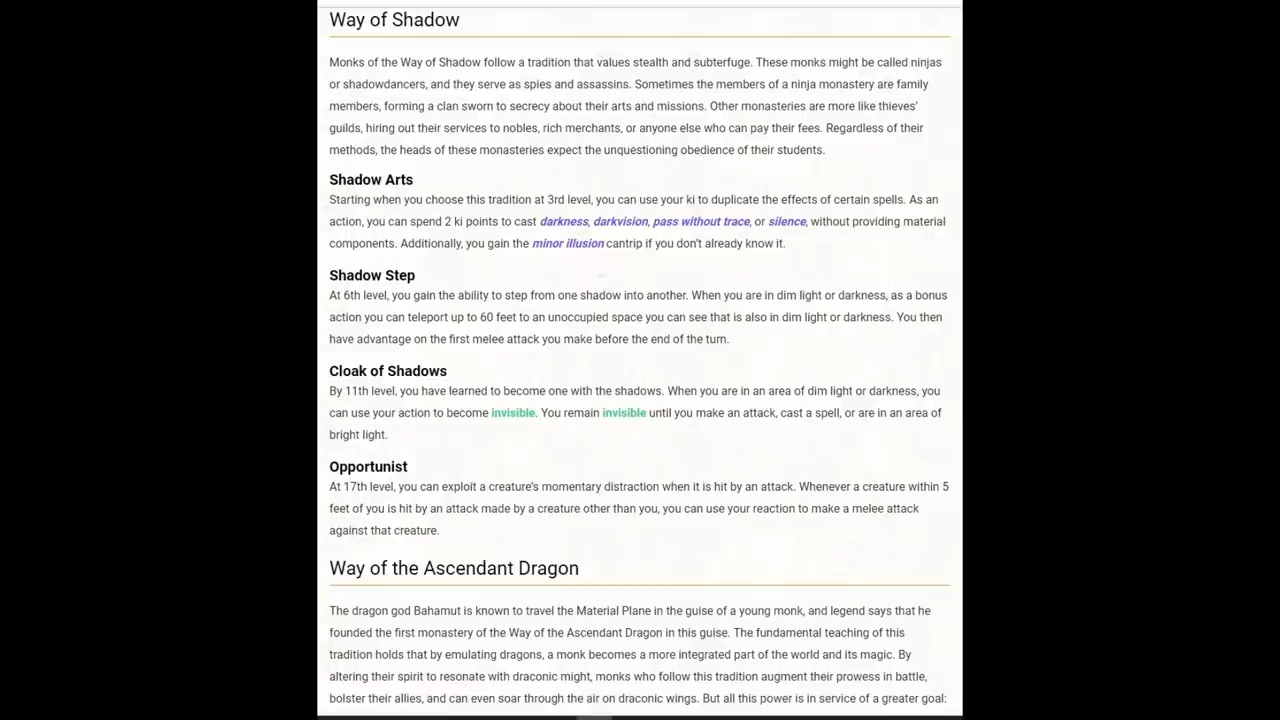 Way of Shadow
Monks of the Way of Shadow follow a tradition that values stealth and subterfuge. These monks might be called ninjas
or shadowdancers, and they serve as spies and assassins. Sometimes the members of a ninja monastery are family
members, forming a clan sworn to secrecy about their arts and missions. Other monasteries are more like thieves'
guilds, hiring out their services to nobles, rich merchants, or anyone else who can pay their fees. Regardless of their
methods, the heads of these monasteries expect the unquestioning obedience of their students.
Shadow Arts
Starting when you choose this tradition at 3rd level, you can use your ki to duplicate the effects of certain spells. As an
action, you can spend 2 ki points to cast darkness, darkvision, pass without trace, or silence, without providing material
components. Additionally, you gain the minor illusion cantrip if you don't already know it.
Shadow Step
At 6th level, you gain the ability to step from one shadow into another. When you are in dim light or darkness, as a bonus
action you can teleport up to 60 feet to an unoccupied space you can see that is also in dim light or darkness. You then
have advantage on the first melee attack you make before the end of the turn.
Cloak of Shadows
By 11th level, you have learned to become one with the shadows. When you are in an area of dim light or darkness, you
can use your action to become invisible. You remain invisible until you make an attack, cast a spell, or are in an area of
bright light.
Opportunist
At 17th level, you can exploit a creature's momentary distraction when it is hit by an attack. Whenever a creature within 5
feet of you is hit by an attack made by a creature other than you, you can use your reaction to make a melee attack
against that creature.
Way of the Ascendant Dragon
The dragon god Bahamut is known to travel the Material Plane in the guise of a young monk, and legend says that he
founded the first monastery of the Way of the Ascendant Dragon in this guise. The fundamental teaching of this
tradition holds that by emulating dragons, a monk becomes a more integrated part of the world and its magic. By
altering their spirit to resonate with draconic might, monks who follow this tradition augment their prowess in battle,
bolster their allies, and can even soar through the air on draconic wings. But all this power is in service of a greater goal: